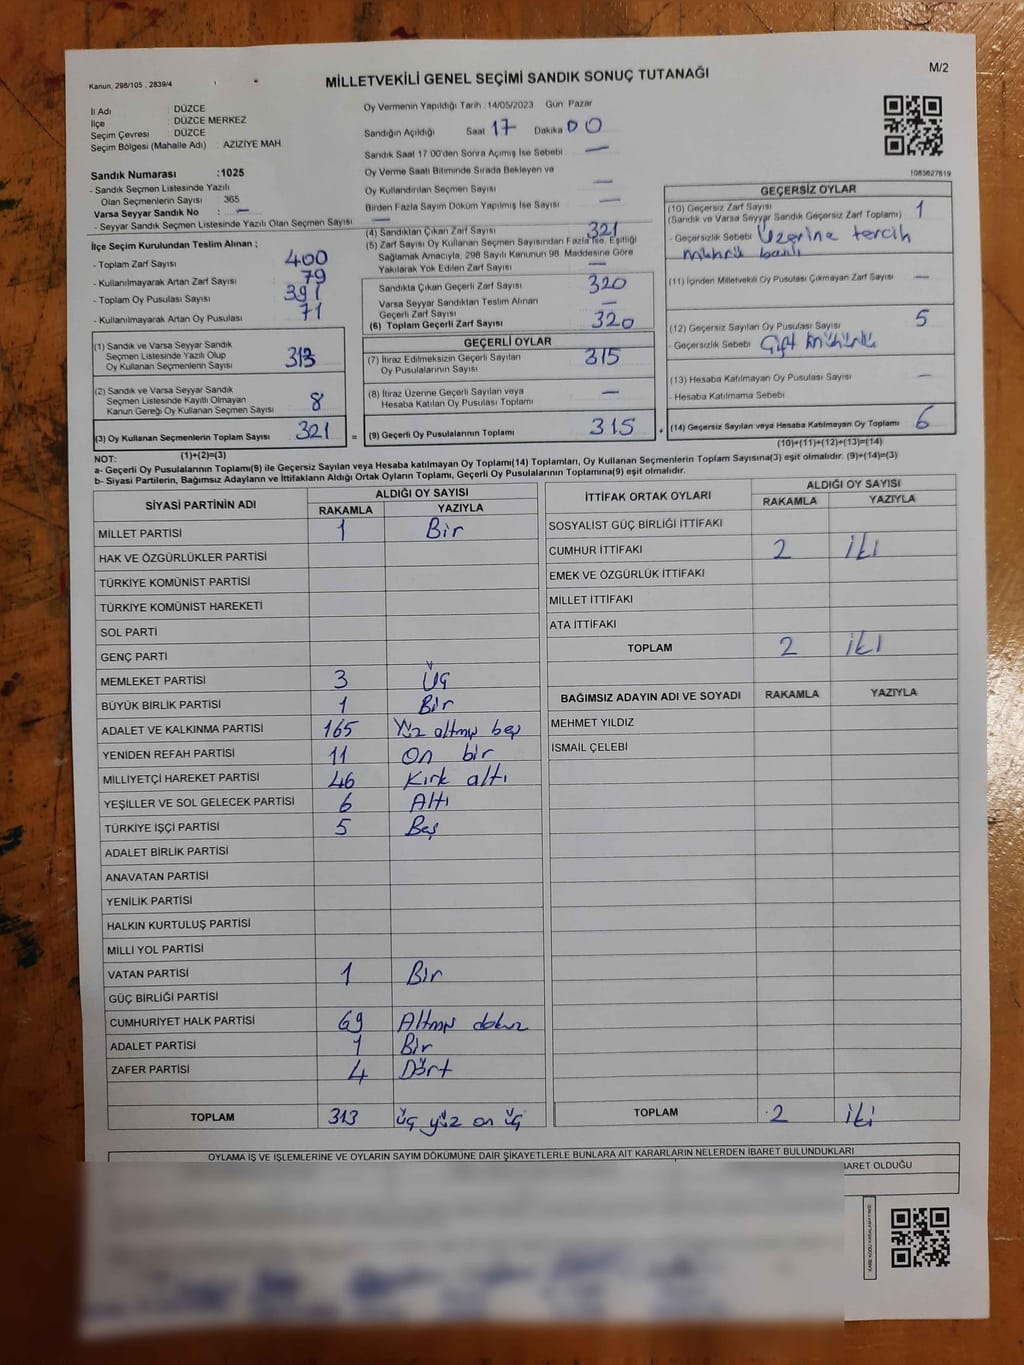 Kanun, 298/105 , 2839/4
MİLLETVEKİLİ GENEL SEÇİMİ SANDIK SONUÇ TUTANAĞI
M/2
İl Adı : DÜZCE
İlçe : DÜZCE MERKEZ
Seçim Çevresi : DÜZCE
Seçim Bölgesi (Mahalle Adı) : AZİZİYE MAH
Sandık Numarası :1025
- Sandık Seçmen Listesinde Yazılı
Olan Seçmenlerin Sayısı 365
Varsa Seyyar Sandık No : —
- Seyyar Sandık Seçmen Listesinde Yazılı Olan Seçmen Sayısı : —
Oy Vermenin Yapıldığı Tarih :14/05/2023 Gün: Pazar
Sandığın Açıldığı Saat 17 Dakika 00
Sandık Saat 17:00'den Sonra Açımış İse Sebebi —
Oy Verme Saati Bitiminde Sırada Bekleyen ve
Oy Kullandırılan Seçmen Sayısı —
Birden Fazla Sayım Döküm Yapılmış İse Sayısı —
1083627619
İlçe Seçim Kurulundan Teslim Alınan ;
- Toplam Zarf Sayısı 400
- Kullanılmayarak Artan Zarf Sayısı 79
- Toplam Oy Pusulası Sayısı 391
- Kullanılmayarak Artan Oy Pusulası 71
(1) Sandık ve Varsa Seyyar Sandık
Seçmen Listesinde Yazılı Olup
Oy Kullanan Seçmenlerin Sayısı 313
(2) Sandık ve Varsa Seyyar Sandık
Seçmen Listesinde Kayıtlı Olmayan
Kanun Gereği Oy Kullanan Seçmen Sayısı 8
(3) Oy Kullanan Seçmenlerin Toplam Sayısı 321
(1)+(2)=(3)
(4) Sandıktan Çıkan Zarf Sayısı 321
(5) Zarf Sayısı Oy Kullanan Seçmen Sayısından Fazla İse, Eşitliği
Sağlamak Amacıyla, 298 Sayılı Kanunun 98. Maddesine Göre
Yakılarak Yok Edilen Zarf Sayısı —
Sandıkta Çıkan Geçerli Zarf Sayısı 320
Varsa Seyyar Sandıktan Teslim Alınan
Geçerli Zarf Sayısı —
(6) Toplam Geçerli Zarf Sayısı 320
GEÇERLİ OYLAR
(7) İtiraz Edilmeksizin Geçerli Sayılan
Oy Pusulalarının Sayısı 315
(8) İtiraz Üzerine Geçerli Sayılan veya
Hesaba Katılan Oy Pusulası Toplamı —
= (9) Geçerli Oy Pusulalarının Toplamı 315 +
GEÇERSİZ OYLAR
(10) Geçersiz Zarf Sayısı 1
(Sandık ve Varsa Seyyar Sandık Geçersiz Zarf Toplamı)
- Geçersizlik Sebebi Üzerine tercih
mührü basılı
(11) İçinden Milletvekili Oy Pusulası Çıkmayan Zarf Sayısı —
(12) Geçersiz Sayılan Oy Pusulası Sayısı 5
- Geçersizlik Sebebi Çift mühürlü
(13) Hesaba Katılmayan Oy Pusulası Sayısı —
- Hesaba Katılmama Sebebi
(14) Geçersiz Sayılan veya Hesaba Katılmayan Oy Toplamı 6
(10)+(11)+(12)+(13)=(14)
NOT:
a- Geçerli Oy Pusulalarının Toplamı(9) ile Geçersiz Sayılan veya Hesaba katılmayan Oy Toplamı(14) Toplamları, Oy Kullanan Seçmenlerin Toplam Sayısına(3) eşit olmalıdır. (9)+(14)=(3)
b- Siyasi Partilerin, Bağımsız Adayların ve İttifakların Aldığı Ortak Oyların Toplamı, Geçerli Oy Pusulalarının Toplamına(9) eşit olmalıdır.
SİYASİ PARTİNİN ADI ALDIĞI OY SAYISI
RAKAMLA YAZIYLA
MİLLET PARTİSİ 1 Bir
HAK VE ÖZGÜRLÜKLER PARTİSİ
TÜRKİYE KOMÜNİST PARTİSİ
TÜRKİYE KOMÜNİST HAREKETİ
SOL PARTİ
GENÇ PARTİ
MEMLEKET PARTİSİ 3 Üç
BÜYÜK BİRLİK PARTİSİ 1 Bir
ADALET VE KALKINMA PARTİSİ 165 Yüz altmış beş
YENİDEN REFAH PARTİSİ 11 On bir
MİLLİYETÇİ HAREKET PARTİSİ 46 Kırk altı
YEŞİLLER VE SOL GELECEK PARTİSİ 6 Altı
TÜRKİYE İŞÇİ PARTİSİ 5 Beş
ADALET BİRLİK PARTİSİ
ANAVATAN PARTİSİ
YENİLİK PARTİSİ
HALKIN KURTULUŞ PARTİSİ
MİLLİ YOL PARTİSİ
VATAN PARTİSİ 1 Bir
GÜÇ BİRLİĞİ PARTİSİ
CUMHURİYET HALK PARTİSİ 69 Altmış dokuz
ADALET PARTİSİ 1 Bir
ZAFER PARTİSİ 4 Dört
TOPLAM 313 üç yüz on üç
İTTİFAK ORTAK OYLARI ALDIĞI OY SAYISI
RAKAMLA YAZIYLA
SOSYALİST GÜÇ BİRLİĞİ İTTİFAKI
CUMHUR İTTİFAKI 2 iki
EMEK VE ÖZGÜRLÜK İTTİFAKI
MİLLET İTTİFAKI
ATA İTTİFAKI
TOPLAM 2 iki
BAĞIMSIZ ADAYIN ADI VE SOYADI RAKAMLA YAZIYLA
MEHMET YILDIZ
İSMAİL ÇELEBİ
TOPLAM 2 iki
OYLAMA İŞ VE İŞLEMLERİNE VE OYLARIN SAYIM DÖKÜMÜNE DAİR ŞİKAYETLERLE BUNLARA AİT KARARLARIN NELERDEN İBARET BULUNDUKLARI
BARET OLDUĞU